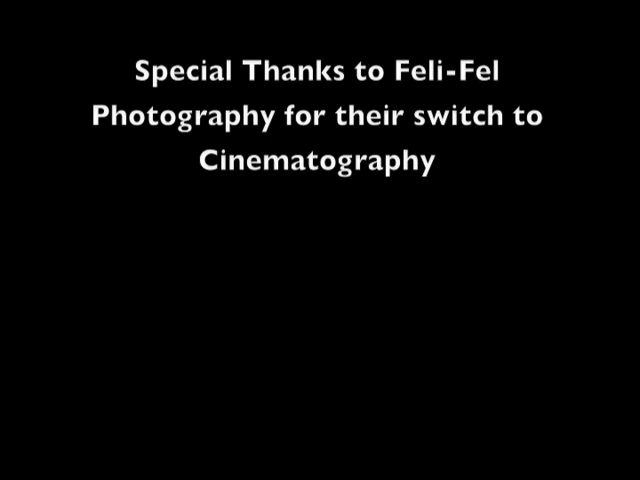 Special Thanks to Feli-Fel
Photography for their switch to
Cinematography